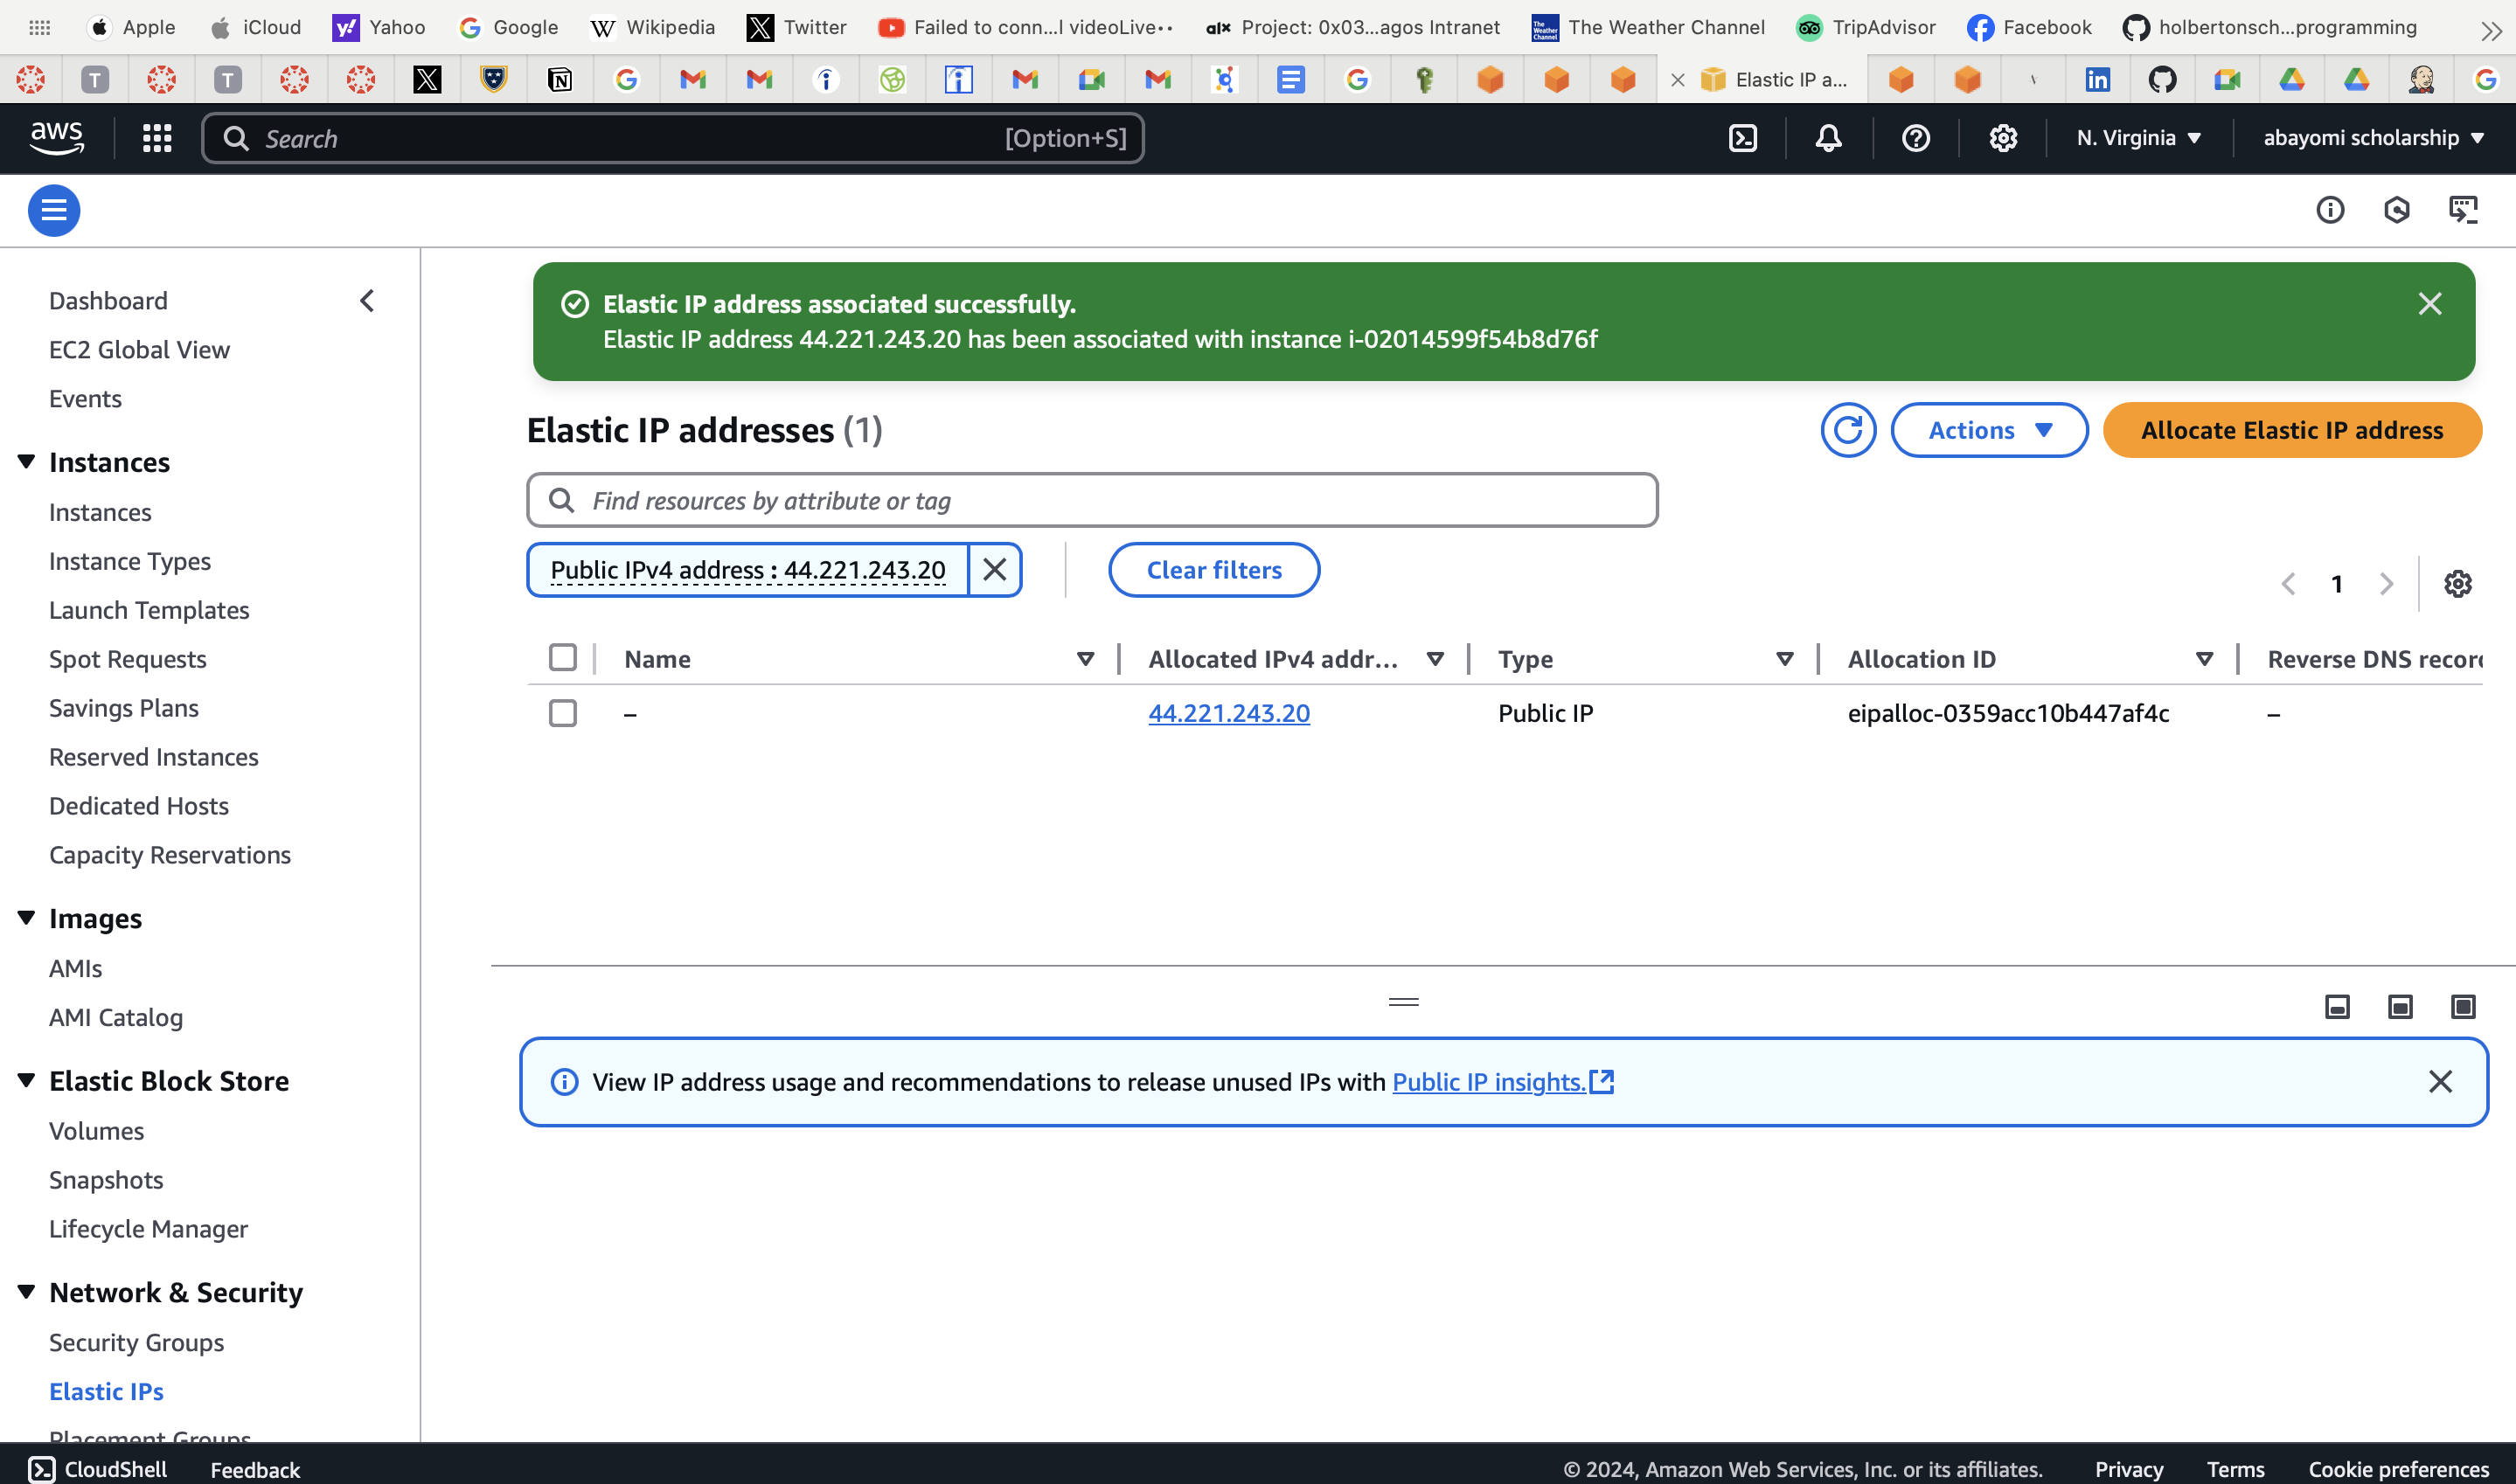 Apple iCloud Yahoo Google Wikipedia Twitter Failed to conn...l videoLive•• Project: 0x03...agos Intranet The Weather Channel TripAdvisor Facebook holbertonsch...programming
Elastic IP a...
aws Search [Option+S] N. Virginia abayomi scholarship
Dashboard
EC2 Global View
Events
Instances
Instances
Instance Types
Launch Templates
Spot Requests
Savings Plans
Reserved Instances
Dedicated Hosts
Capacity Reservations
Images
AMIs
AMI Catalog
Elastic Block Store
Volumes
Snapshots
Lifecycle Manager
Network & Security
Security Groups
Elastic IPs
Placement Groups
Elastic IP address associated successfully.
Elastic IP address 44.221.243.20 has been associated with instance i-02014599f54b8d76f
Elastic IP addresses (1) Actions Allocate Elastic IP address
Find resources by attribute or tag
Public IPv4 address : 44.221.243.20 Clear filters
1
Name Allocated IPv4 addr... Type Allocation ID Reverse DNS recor
– 44.221.243.20 Public IP eipalloc-0359acc10b447af4c –
View IP address usage and recommendations to release unused IPs with Public IP insights.
CloudShell Feedback © 2024, Amazon Web Services, Inc. or its affiliates. Privacy Terms Cookie preferences